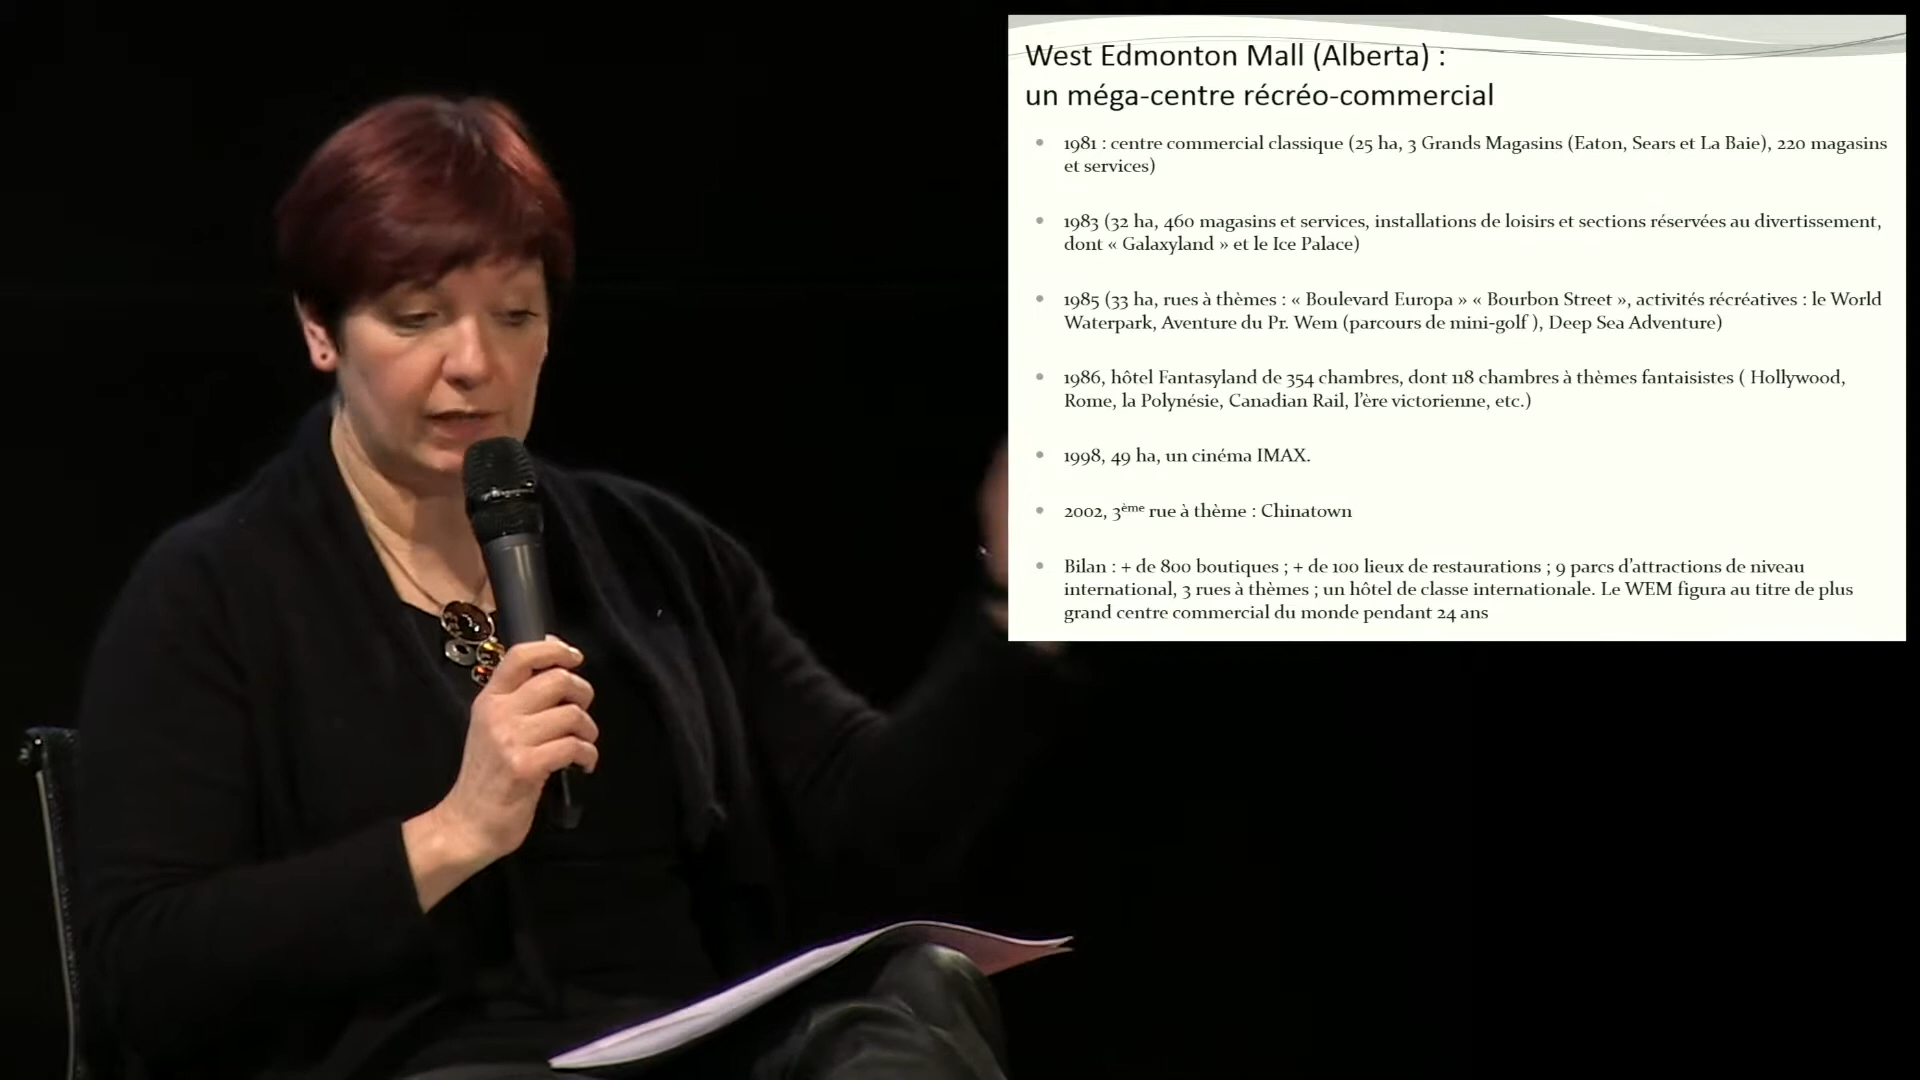 West Edmonton Mall (Alberta) :
un méga-centre récréo-commercial
• 1981 : centre commercial classique (25 ha, 3 Grands Magasins (Eaton, Sears et La Baie), 220 magasins
et services)
• 1983 (32 ha, 460 magasins et services, installations de loisirs et sections réservées au divertissement,
dont « Galaxyland » et le Ice Palace)
• 1985 (33 ha, rues à thèmes : « Boulevard Europa » « Bourbon Street », activités récréatives : le World
Waterpark, Aventure du Pr. Wem (parcours de mini-golf ), Deep Sea Adventure)
• 1986, hôtel Fantasyland de 354 chambres, dont 118 chambres à thèmes fantaisistes ( Hollywood,
Rome, la Polynésie, Canadian Rail, l’ère victorienne, etc.)
• 1998, 49 ha, un cinéma IMAX.
• 2002, 3ème rue à thème : Chinatown
• Bilan : + de 800 boutiques ; + de 100 lieux de restaurations ; 9 parcs d’attractions de niveau
international, 3 rues à thèmes ; un hôtel de classe internationale. Le WEM figura au titre de plus
grand centre commercial du monde pendant 24 ans